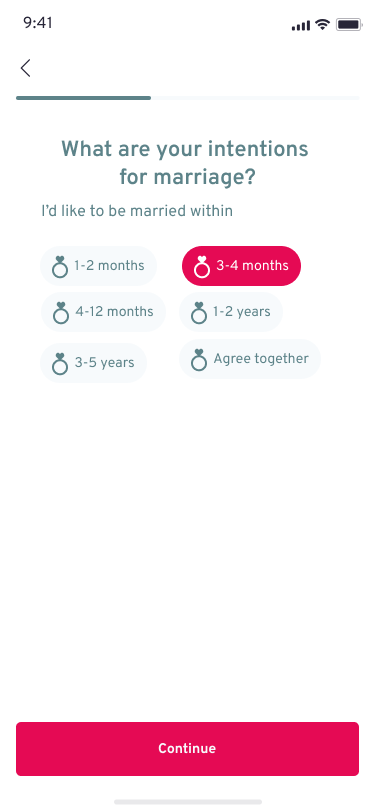 9:41
What are your intentions
for marriage?
I'd like to be married within
1-2 months
3-4 months
4-12 months
1-2 years
3-5 years
Agree together
Continue